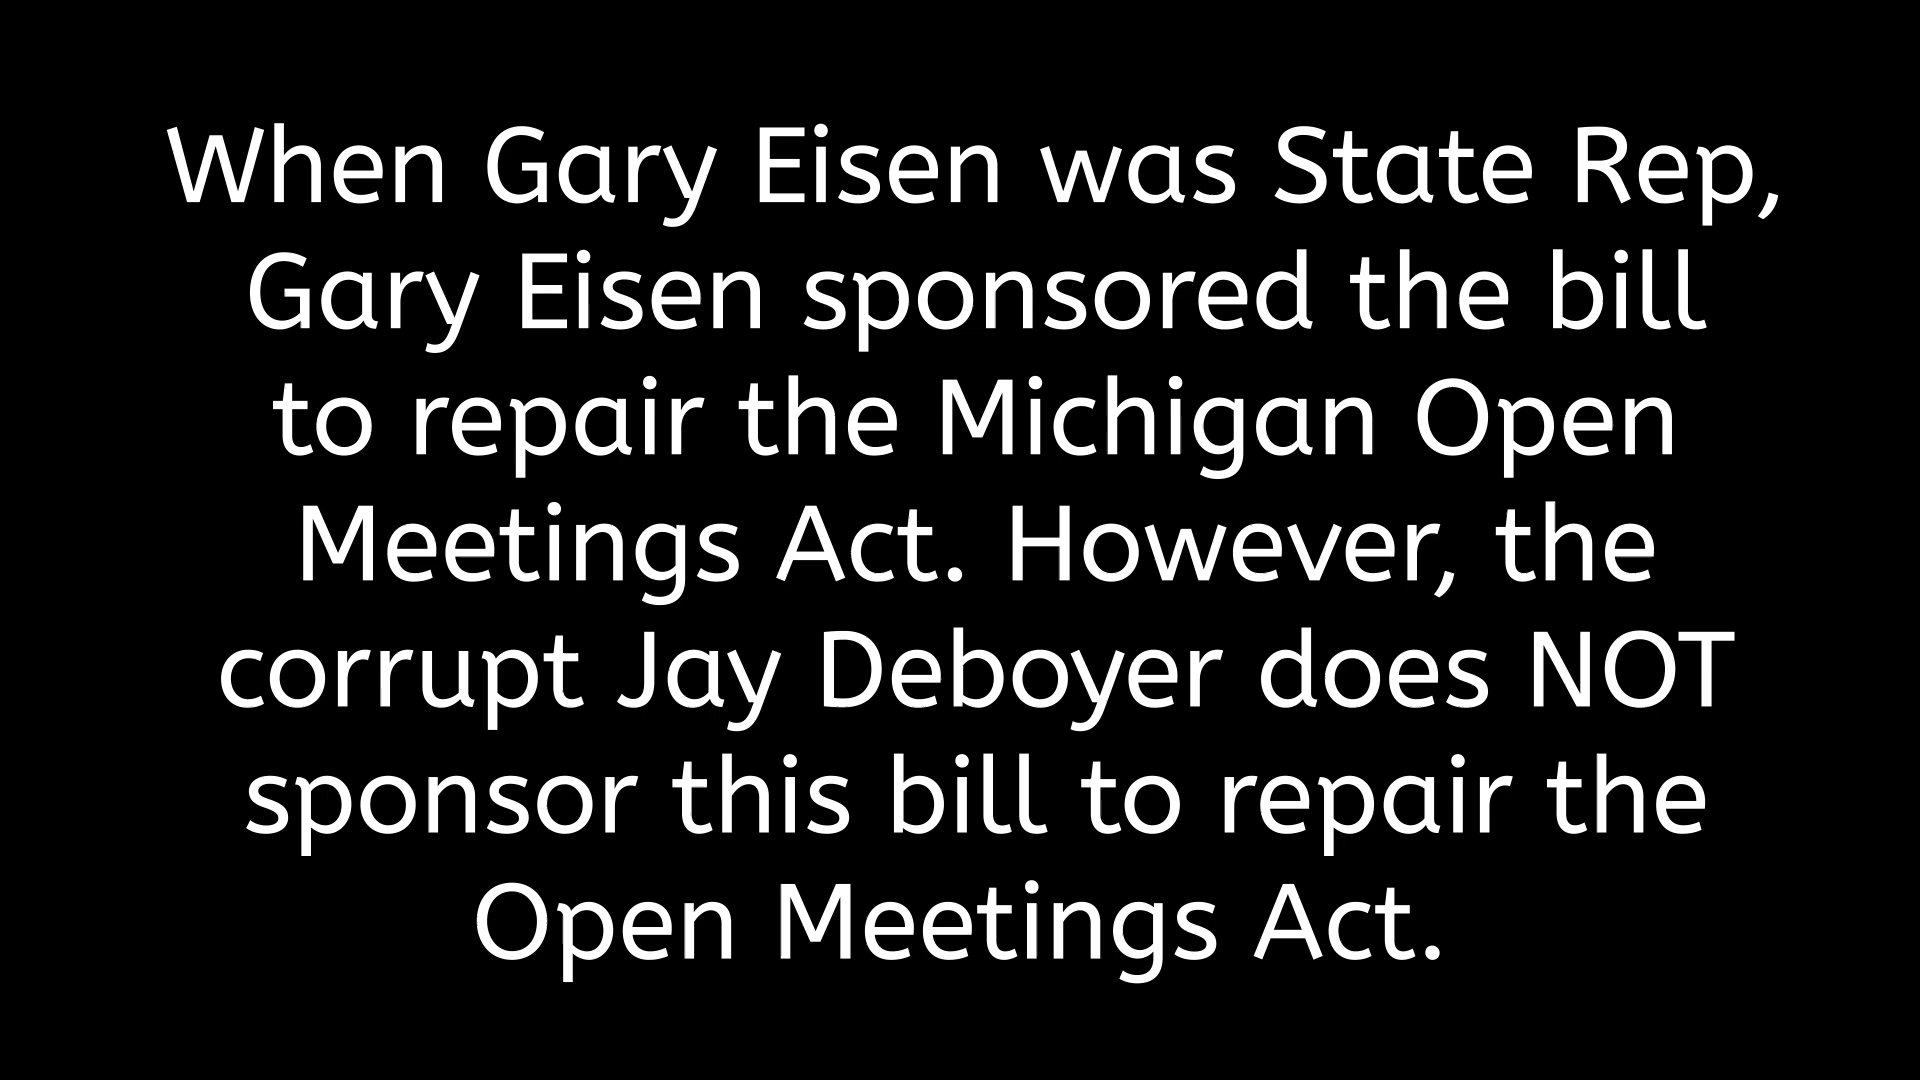 When Gary Eisen was State Rep,
Gary Eisen sponsored the bill
to repair the Michigan Open
Meetings Act. However, the
corrupt Jay Deboyer does NOT
sponsor this bill to repair the
Open Meetings Act.